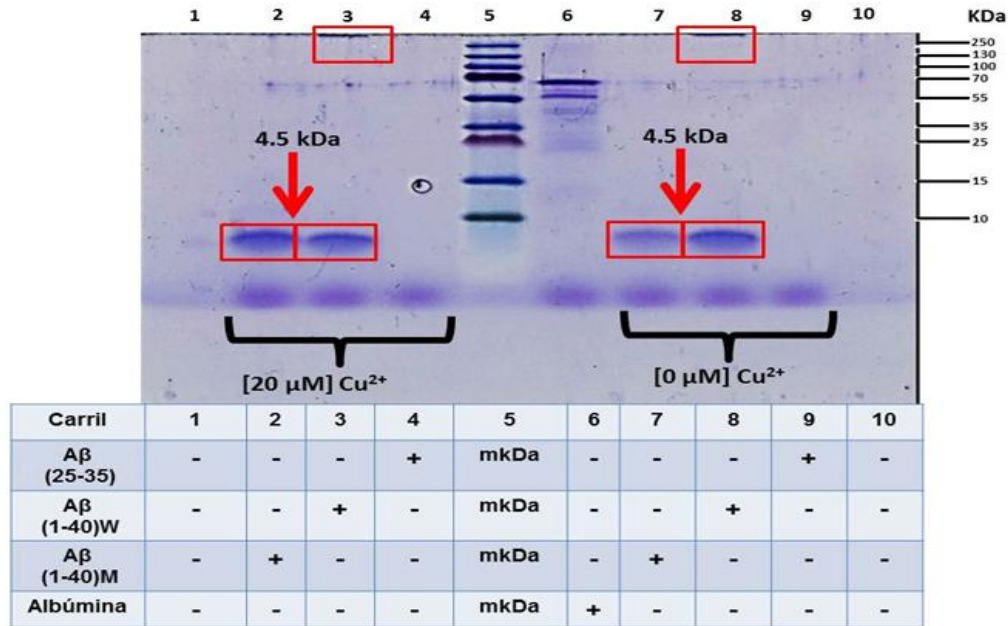 1 2 3 4 5 6 7 8 9 10 KDa
250
130
100
70
55
35
25
15
10
4.5 kDa 4.5 kDa
[20 µM] Cu²⁺ [0 µM] Cu²⁺
Carril 1 2 3 4 5 6 7 8 9 10
Aβ
(25-35) - - - + mkDa - - - + -
Aβ
(1-40)W - - + - mkDa - - + - -
Aβ
(1-40)M - + - - mkDa - + - - -
Albúmina - - - - mkDa + - - - -